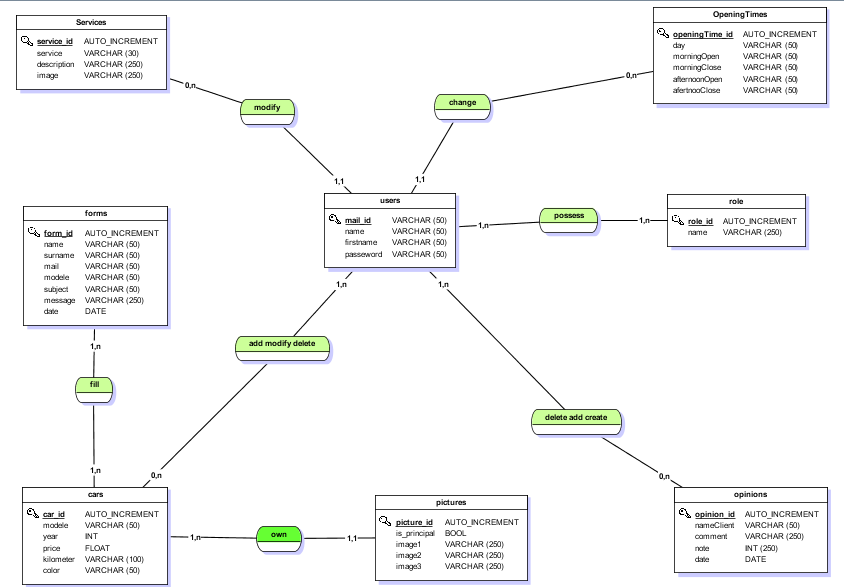 Services
service_id AUTO_INCREMENT
service VARCHAR (30)
description VARCHAR (250)
image VARCHAR (250)
OpeningTimes
openingTime_id AUTO_INCREMENT
day VARCHAR (50)
morningOpen VARCHAR (50)
morningClose VARCHAR (50)
afternoonOpen VARCHAR (50)
afertnooClose VARCHAR (50)
0,n
modify
1,1
0,n
change
1,1
users
mail_id VARCHAR (50)
name VARCHAR (50)
firstname VARCHAR (50)
passeword VARCHAR (50)
1,n
possess
1,n
role
role_id AUTO_INCREMENT
name VARCHAR (250)
forms
form_id AUTO_INCREMENT
name VARCHAR (50)
surname VARCHAR (50)
mail VARCHAR (50)
modele VARCHAR (50)
subject VARCHAR (50)
message VARCHAR (250)
date DATE
1,n
fill
1,n
1,n
add modify delete
0,n
1,n
delete add create
0,n
cars
car_id AUTO_INCREMENT
modele VARCHAR (50)
year INT
price FLOAT
kilometer VARCHAR (100)
color VARCHAR (50)
1,n
own
1,1
pictures
picture_id AUTO_INCREMENT
is_principal BOOL
image1 VARCHAR (250)
image2 VARCHAR (250)
image3 VARCHAR (250)
opinions
opinion_id AUTO_INCREMENT
nameClient VARCHAR (50)
comment VARCHAR (250)
note INT (250)
date DATE